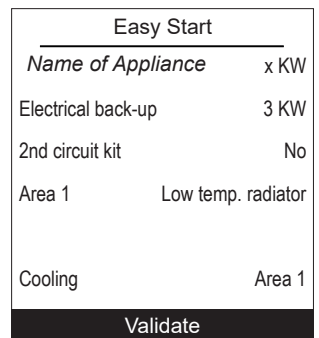 Easy Start
Name of Appliance x KW
Electrical back-up 3 KW
2nd circuit kit No
Area 1 Low temp. radiator
Cooling Area 1
Validate